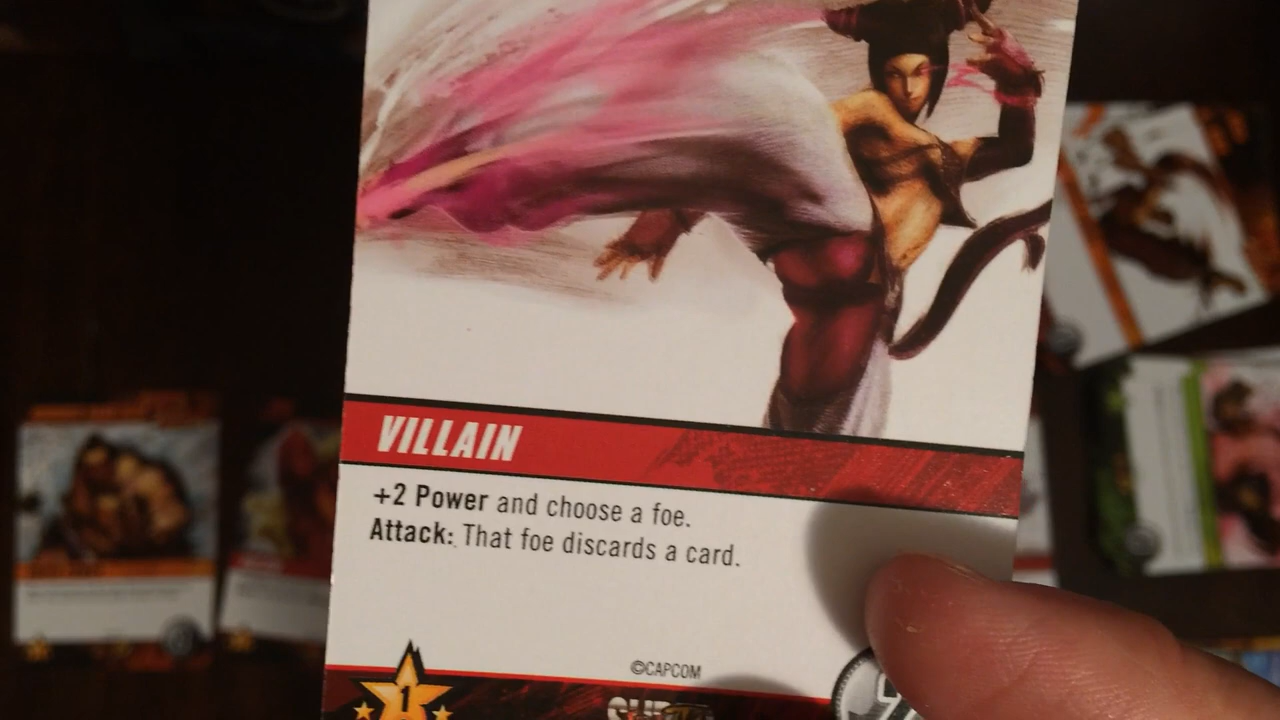 VILLAIN
+2 Power and choose a foe.
Attack: That foe discards a card.
©CAPCOM
1